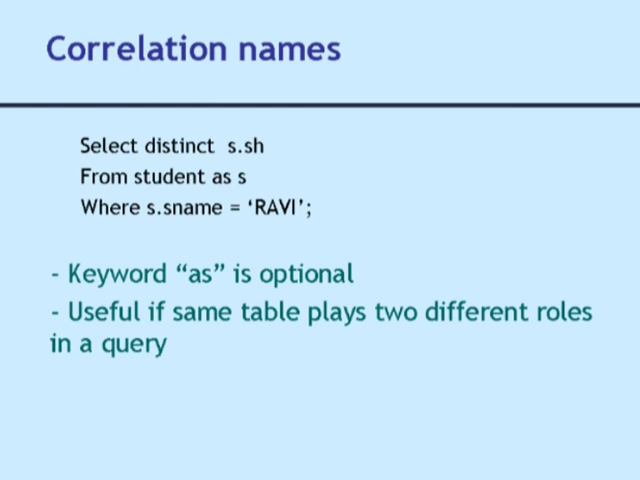 Correlation names
Select distinct s.sh
From student as s
Where s.sname = ‘RAVI’;
- Keyword “as” is optional
- Useful if same table plays two different roles
in a query